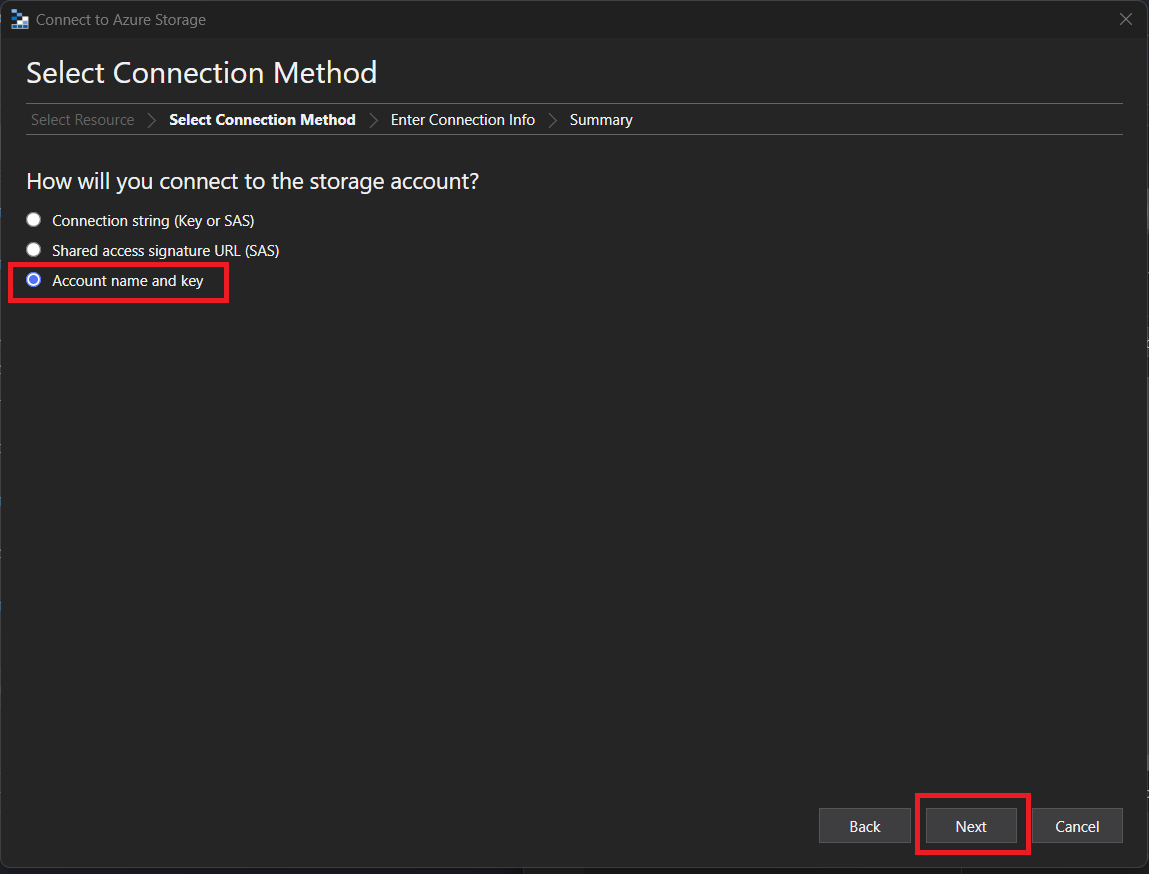 Connect to Azure Storage
Select Connection Method
Select Resource Select Connection Method Enter Connection Info Summary
How will you connect to the storage account?
Connection string (Key or SAS)
Shared access signature URL (SAS)
Account name and key
Back Next Cancel